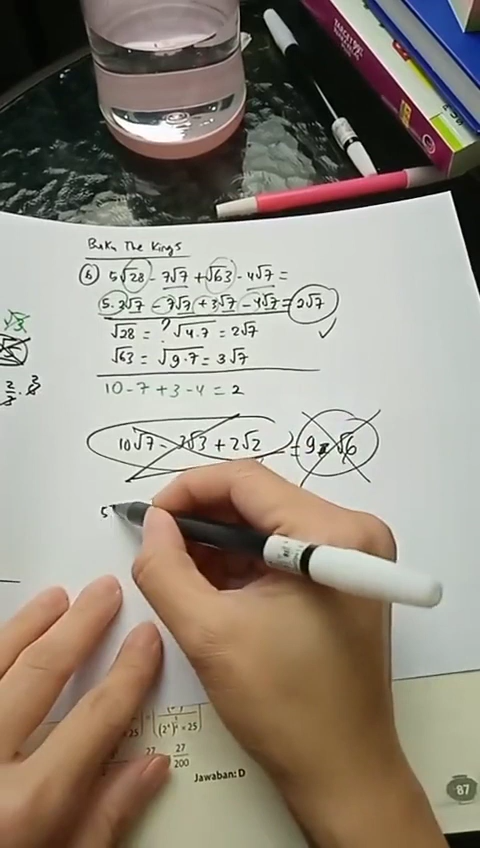 Buku The Kings
6 5√28 - 7√7 + √63 - 4√7 =
5.2√7 - 7√7 + 3√7 - 4√7 = 2√7 ✓
√28 = ? √4.7 = 2√7
√63 = √9.7 = 3√7
10 - 7 + 3 - 4 = 2
10√7 - 3√3 + 2√2 = 9 √6
5
27
27
200
Jawaban: D
87